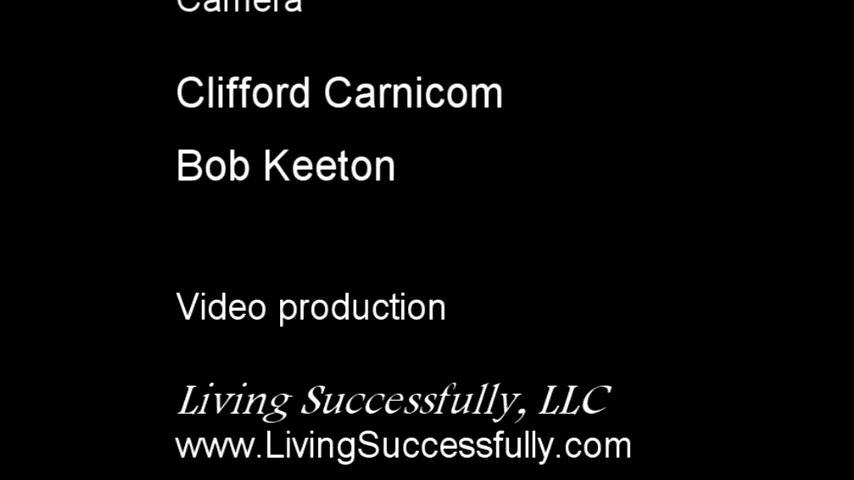 Camera
Clifford Carnicom
Bob Keeton
Video production
Living Successfully, LLC
www.LivingSuccessfully.com